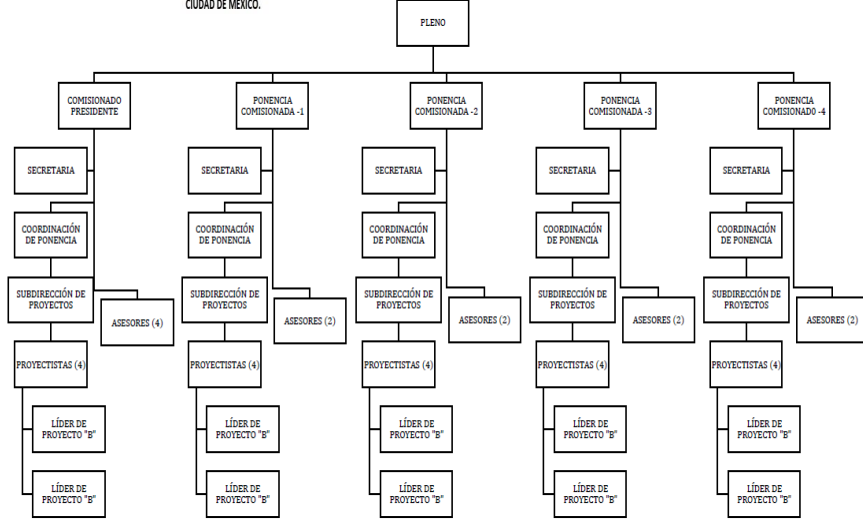 CIUDAD DE MÉXICO.
PLENO
COMISIONADO
PRESIDENTE
PONENCIA
COMISIONADA -1
PONENCIA
COMISIONADA -2
PONENCIA
COMISIONADA -3
PONENCIA
COMISIONADO -4
SECRETARIA
SECRETARIA
SECRETARIA
SECRETARIA
SECRETARIA
COORDINACIÓN
DE PONENCIA
COORDINACIÓN
DE PONENCIA
COORDINACIÓN
DE PONENCIA
COORDINACIÓN
DE PONENCIA
COORDINACIÓN
DE PONENCIA
SUBDIRECCIÓN DE
PROYECTOS
ASESORES (4)
SUBDIRECCIÓN DE
PROYECTOS
ASESORES (2)
SUBDIRECCIÓN DE
PROYECTOS
ASESORES (2)
SUBDIRECCIÓN DE
PROYECTOS
ASESORES (2)
SUBDIRECCIÓN DE
PROYECTOS
ASESORES (2)
PROYECTISTAS (4)
PROYECTISTAS (4)
PROYECTISTAS (4)
PROYECTISTAS (4)
PROYECTISTAS (4)
LÍDER DE
PROYECTO "B"
LÍDER DE
PROYECTO "B"
LÍDER DE
PROYECTO "B"
LÍDER DE
PROYECTO "B"
LÍDER DE
PROYECTO "B"
LÍDER DE
PROYECTO "B"
LÍDER DE
PROYECTO "B"
LÍDER DE
PROYECTO "B"
LÍDER DE
PROYECTO "B"
LÍDER DE
PROYECTO "B"